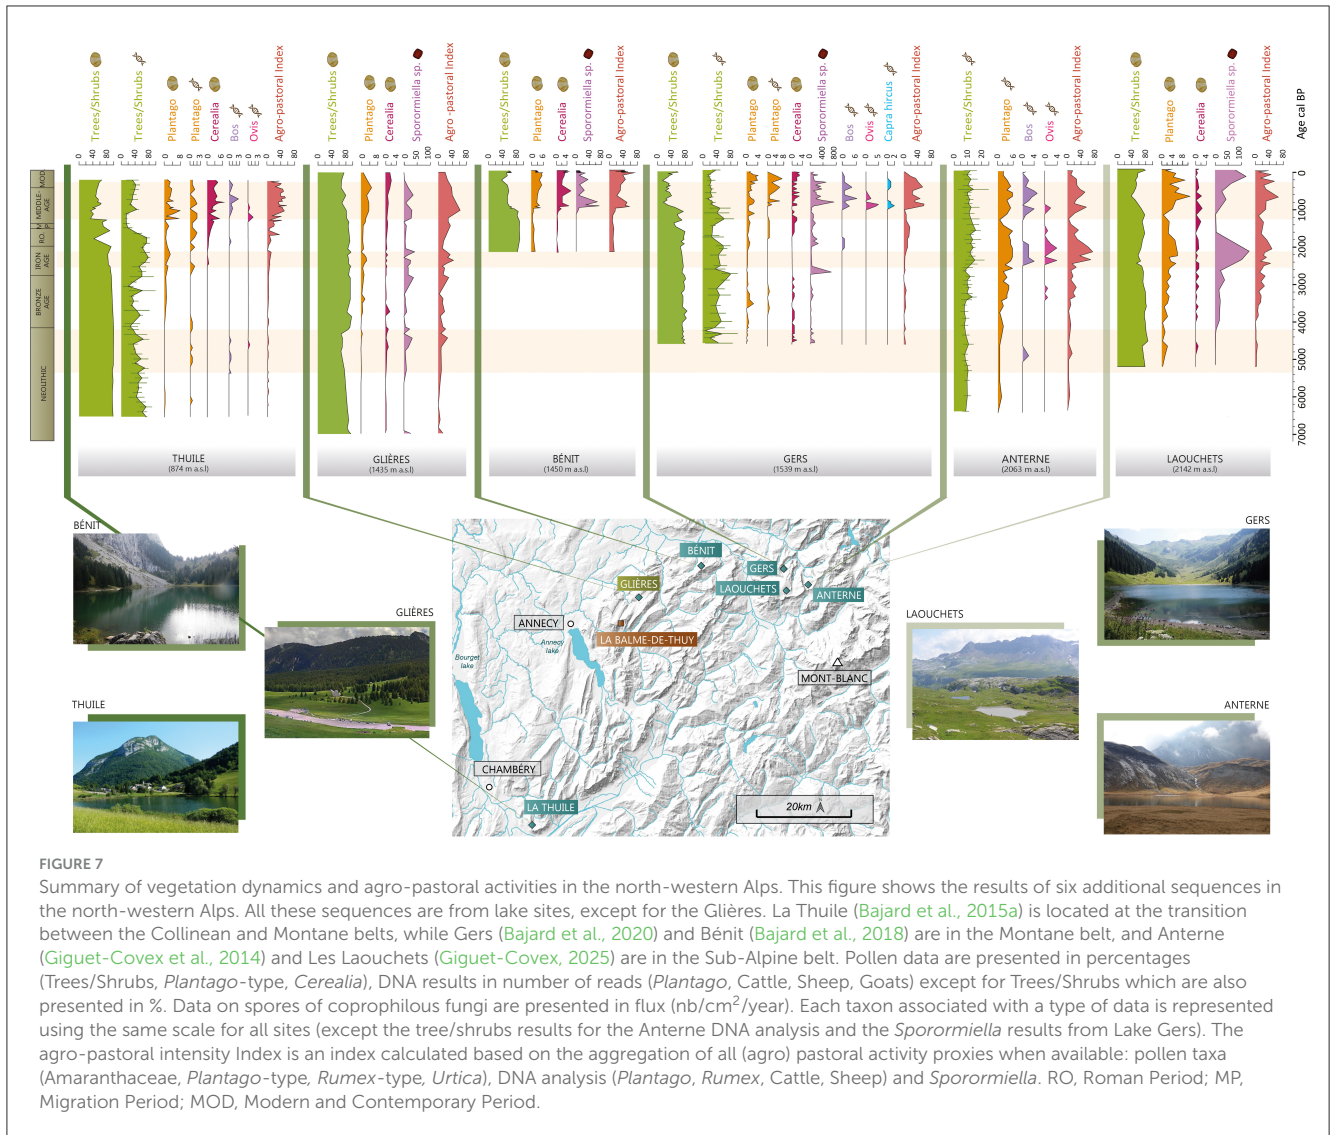 Trees/Shrubs
Trees/Shrubs
Plantago
Plantago
Cerealia
Bos
Ovis
Agro-pastoral Index
Trees/Shrubs
Plantago
Cerealia
Sporormiella sp.
Agro -pastoral Index
Trees/Shrubs
Plantago
Cerealia
Sporormiella sp.
Agro-pastoral Index
Trees/Shrubs
Trees/Shrubs
Plantago
Plantago
Cerealia
Sporormiella sp.
Bos
Ovis
Capra hircus
Agro-pastoral Index
Trees/Shrubs
Plantago
Bos
Ovis
Agro-pastoral Index
Trees/Shrubs
Plantago
Cerealia
Sporormiella sp.
Agro-pastoral Index
Age cal BP
MOD.
MIDDLE-AGE
M P
RO.
IRON AGE
BRONZE AGE
NEOLITHIC
0
1000
2000
3000
4000
5000
6000
7000
THUILE
(874 m a.s.l)
GLIÈRES
(1435 m a.s.l)
BÉNIT
(1450 m a.s.l)
GERS
(1539 m a.s.l)
ANTERNE
(2063 m a.s.l)
LAOUCHETS
(2142 m a.s.l)
BÉNIT
GLIÈRES
THUILE
BÉNIT
GERS
GLIÈRES
LAOUCHETS
ANTERNE
ANNECY
Annecy lake
LA BALME-DE-THUY
Bourget lake
MONT-BLANC
CHAMBÉRY
LA THUILE
20km
GERS
LAOUCHETS
ANTERNE
FIGURE 7
Summary of vegetation dynamics and agro-pastoral activities in the north-western Alps. This figure shows the results of six additional sequences in
the north-western Alps. All these sequences are from lake sites, except for the Glières. La Thuile (Bajard et al., 2015a) is located at the transition
between the Collinean and Montane belts, while Gers (Bajard et al., 2020) and Bénit (Bajard et al., 2018) are in the Montane belt, and Anterne
(Giguet-Covex et al., 2014) and Les Laouchets (Giguet-Covex, 2025) are in the Sub-Alpine belt. Pollen data are presented in percentages
(Trees/Shrubs, Plantago-type, Cerealia), DNA results in number of reads (Plantago, Cattle, Sheep, Goats) except for Trees/Shrubs which are also
presented in %. Data on spores of coprophilous fungi are presented in flux (nb/cm²/year). Each taxon associated with a type of data is represented
using the same scale for all sites (except the tree/shrubs results for the Anterne DNA analysis and the Sporormiella results from Lake Gers). The
agro-pastoral intensity Index is an index calculated based on the aggregation of all (agro) pastoral activity proxies when available: pollen taxa
(Amaranthaceae, Plantago-type, Rumex-type, Urtica), DNA analysis (Plantago, Rumex, Cattle, Sheep) and Sporormiella. RO, Roman Period; MP,
Migration Period; MOD, Modern and Contemporary Period.